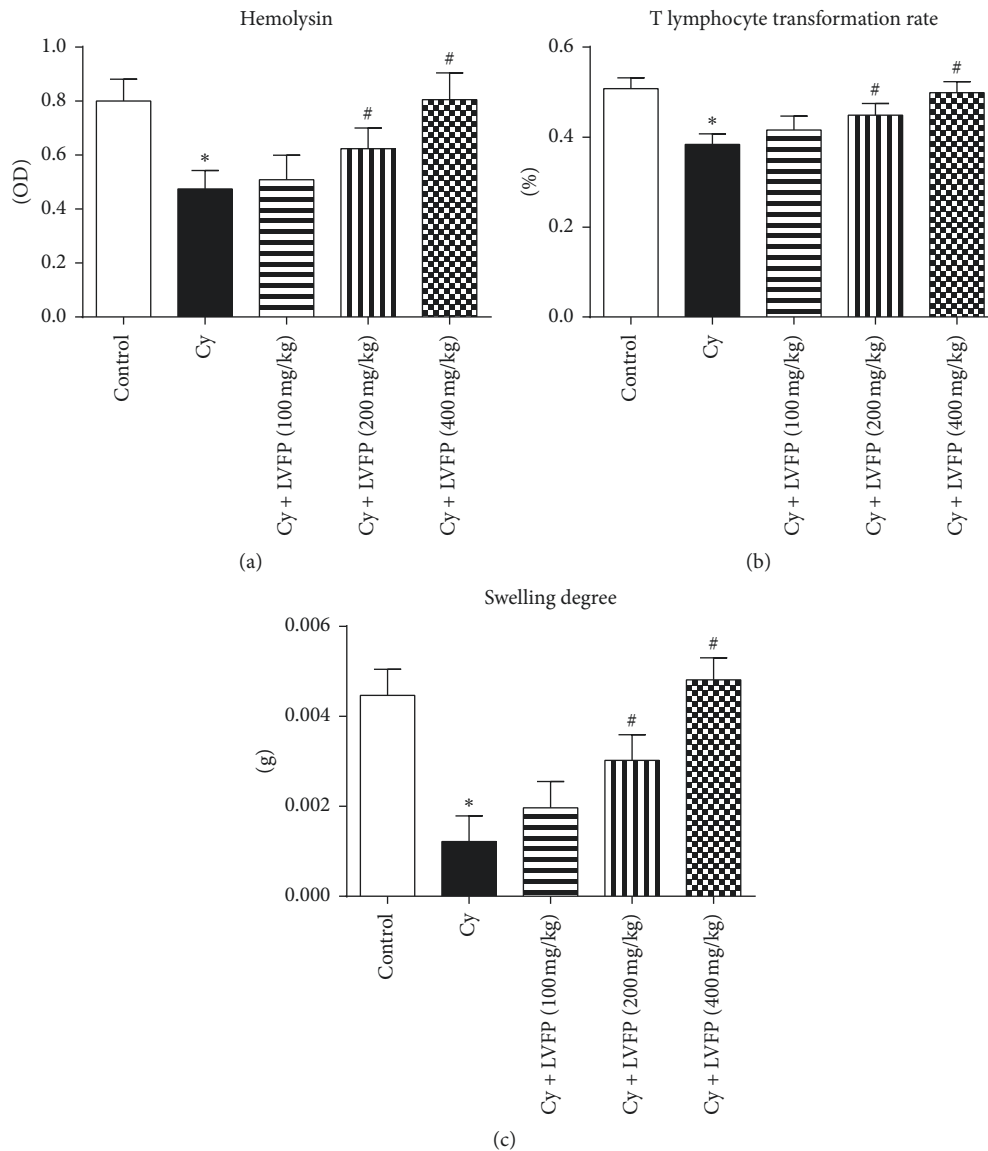 Hemolysin
1.0
0.8
0.6
0.4
0.2
0.0
(OD)
*
#
#
Control
Cy
Cy + LVFP (100 mg/kg)
Cy + LVFP (200 mg/kg)
Cy + LVFP (400 mg/kg)
(a)
T lymphocyte transformation rate
0.6
0.4
0.2
0.0
(%)
*
#
#
Control
Cy
Cy + LVFP (100 mg/kg)
Cy + LVFP (200 mg/kg)
Cy + LVFP (400 mg/kg)
(b)
Swelling degree
0.006
0.004
0.002
0.000
(g)
*
#
#
Control
Cy
Cy + LVFP (100 mg/kg)
Cy + LVFP (200 mg/kg)
Cy + LVFP (400 mg/kg)
(c)